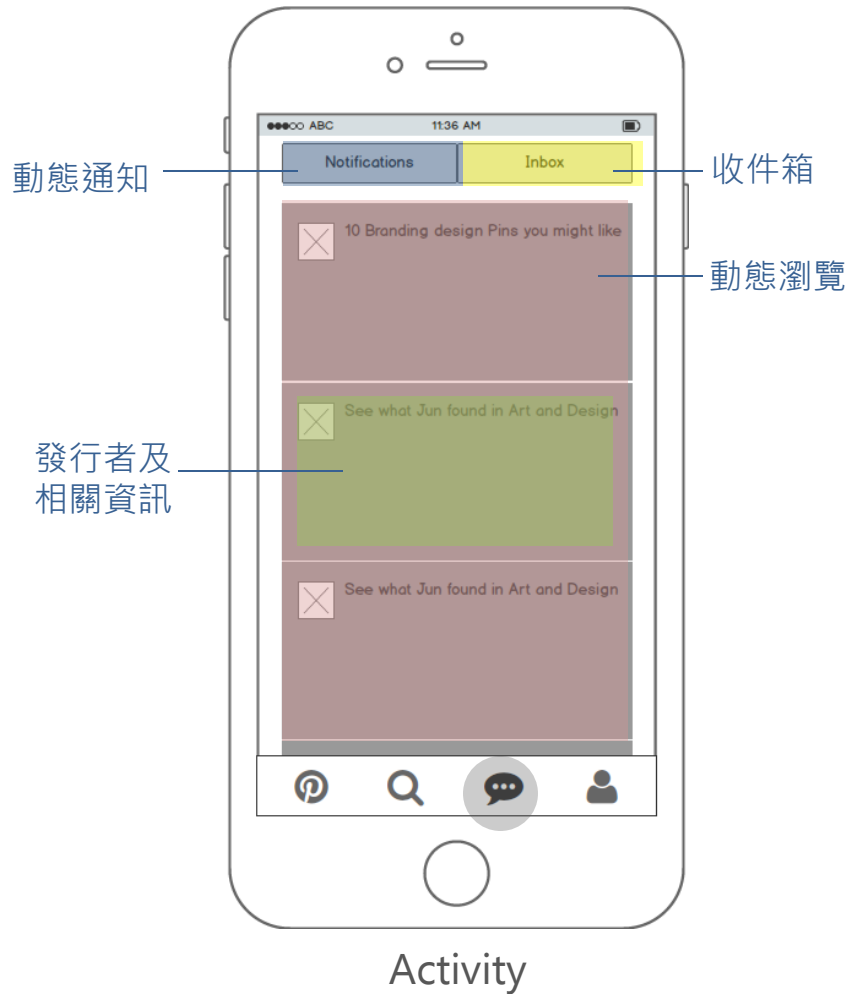 ABC 11:36 AM
Notifications
Inbox
動態通知
收件箱
10 Branding design Pins you might like
動態瀏覽
See what Jun found in Art and Design
發行者及
相關資訊
See what Jun found in Art and Design
Activity